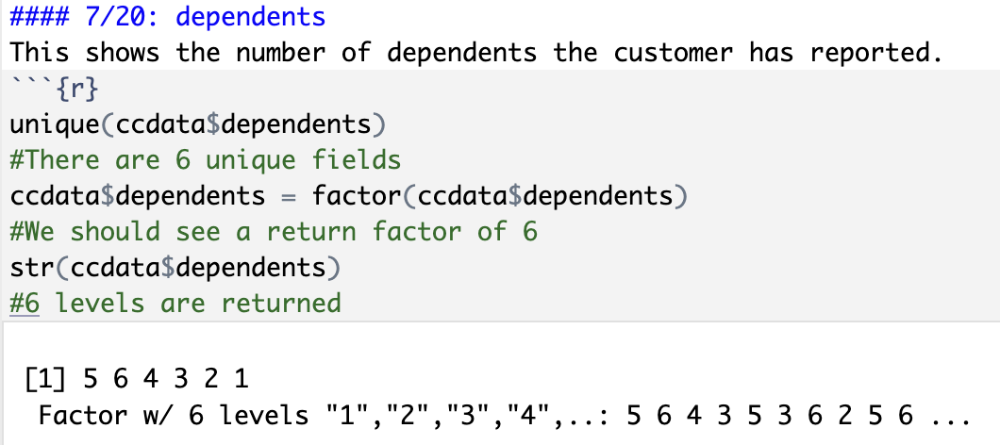 #### 7/20: dependents
This shows the number of dependents the customer has reported.
```{r}
unique(ccdata$dependents)
#There are 6 unique fields
ccdata$dependents = factor(ccdata$dependents)
#We should see a return factor of 6
str(ccdata$dependents)
#6 levels are returned
[1] 5 6 4 3 2 1
 Factor w/ 6 levels "1","2","3","4",..: 5 6 4 3 5 3 6 2 5 6 ...